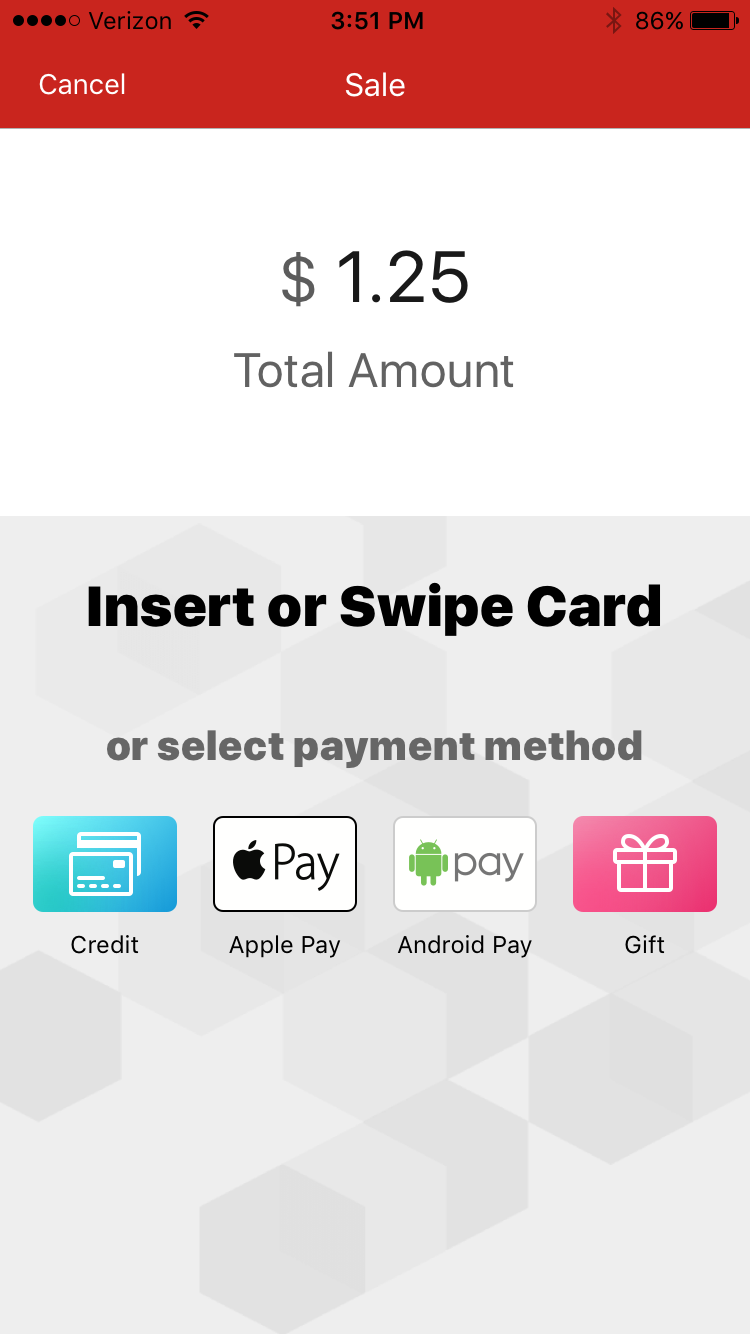 Verizon 3:51 PM 86%
Cancel Sale
$ 1.25
Total Amount
Insert or Swipe Card
or select payment method
Pay pay
Credit Apple Pay Android Pay Gift